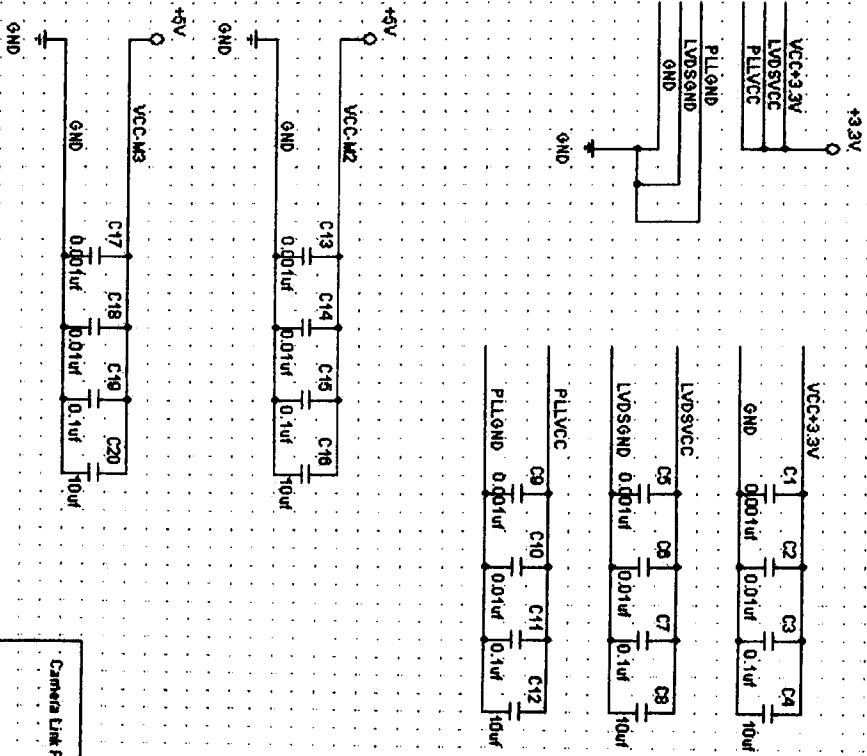 +3.3V
VCC+3.3V
LVDSVCC
PLLVCC
PLLGND
LVDSGND
GND
GND
VCC+3.3V
C1 C2 C3 C4
GND
0.001uf 0.01uf 0.1uf 10uf
LVDSVCC
C5 C6 C7 C8
LVDSGND
0.001uf 0.01uf 0.1uf 10uf
PLLVCC
C9 C10 C11 C12
PLLGND
0.001uf 0.01uf 0.1uf 10uf
+5V
VCC-M2
C13 C14 C15 C16
GND
0.001uf 0.01uf 0.1uf 10uf
GND
+5V
VCC-M3
C17 C18 C19 C20
GND
0.001uf 0.01uf 0.1uf 10uf
GND
Camera Link